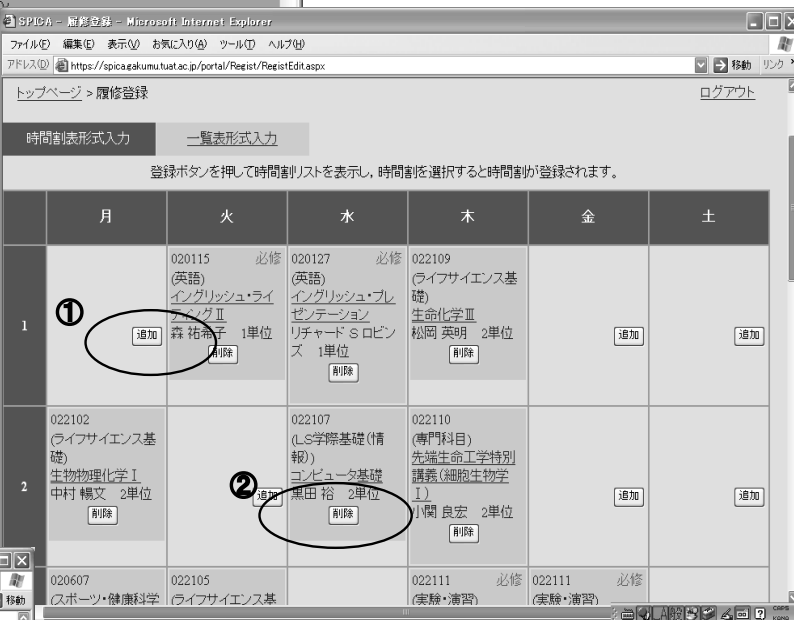 SPICA - 履修登録 - Microsoft Internet Explorer
ファイル(F) 編集(E) 表示(V) お気に入り(A) ツール(T) ヘルプ(H)
アドレス(D) https://spica.gakumu.tuat.ac.jp/portal/Regist/RegistEdit.aspx 移動 リンク
トップページ > 履修登録 ログアウト
時間割表形式入力 一覧表形式入力
登録ボタンを押して時間割リストを表示し，時間割を選択すると時間割が登録されます。
月 火 水 木 金 土
1
①
追加
020115 必修
(英語)
イングリッシュ・ライ
ティングⅡ
森 祐希子 1単位
削除
020127 必修
(英語)
イングリッシュ・プレ
ゼンテーション
リチャード S ロビン
ズ 1単位
削除
022109
(ライフサイエンス基
礎)
生命化学Ⅲ
松岡 英明 2単位
削除
追加
追加
2
022102
(ライフサイエンス基
礎)
生物物理化学Ⅰ
中村 暢文 2単位
削除
②
追加
022107
(LS学際基礎(情
報))
コンピュータ基礎
黒田 裕 2単位
削除
022110
(専門科目)
先端生命工学特別
講義(細胞生物学
Ⅰ)
小関 良宏 2単位
削除
追加
追加
020607
(スポーツ・健康科学
022105
(ライフサイエンス基
022111 必修
(実験・演習)
022111 必修
(実験・演習)
移動
A般
CAPS
KANA